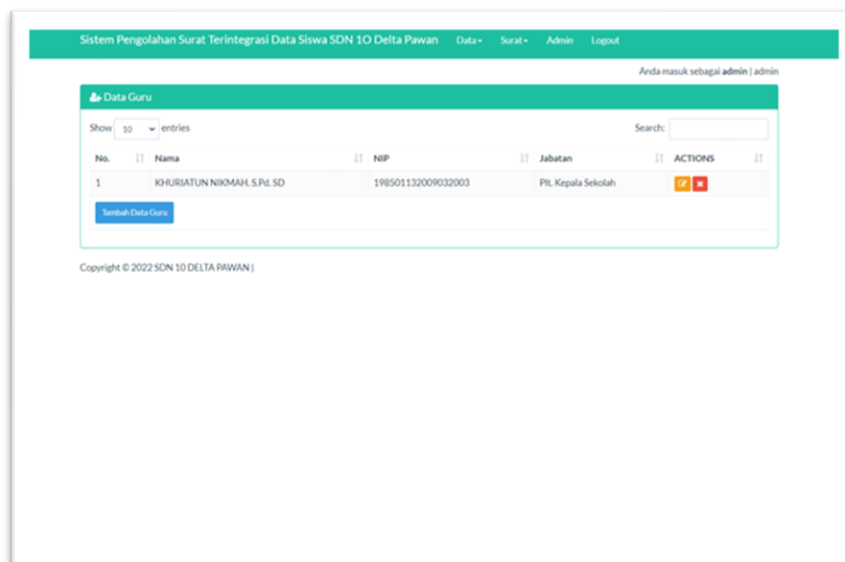 Sistem Pengolahan Surat Terintegrasi Data Siswa SDN 1O Delta Pawan Data Surat Admin Logout
Anda masuk sebagai admin | admin
Data Guru
Show 10 entries Search:
No. Nama NIP Jabatan ACTIONS
1 KHURIATUN NIKMAH. S.Pd. SD 198501132009032003 Plt. Kepala Sekolah
Tambah Data Guru
Copyright © 2022 SDN 10 DELTA PAWAN |